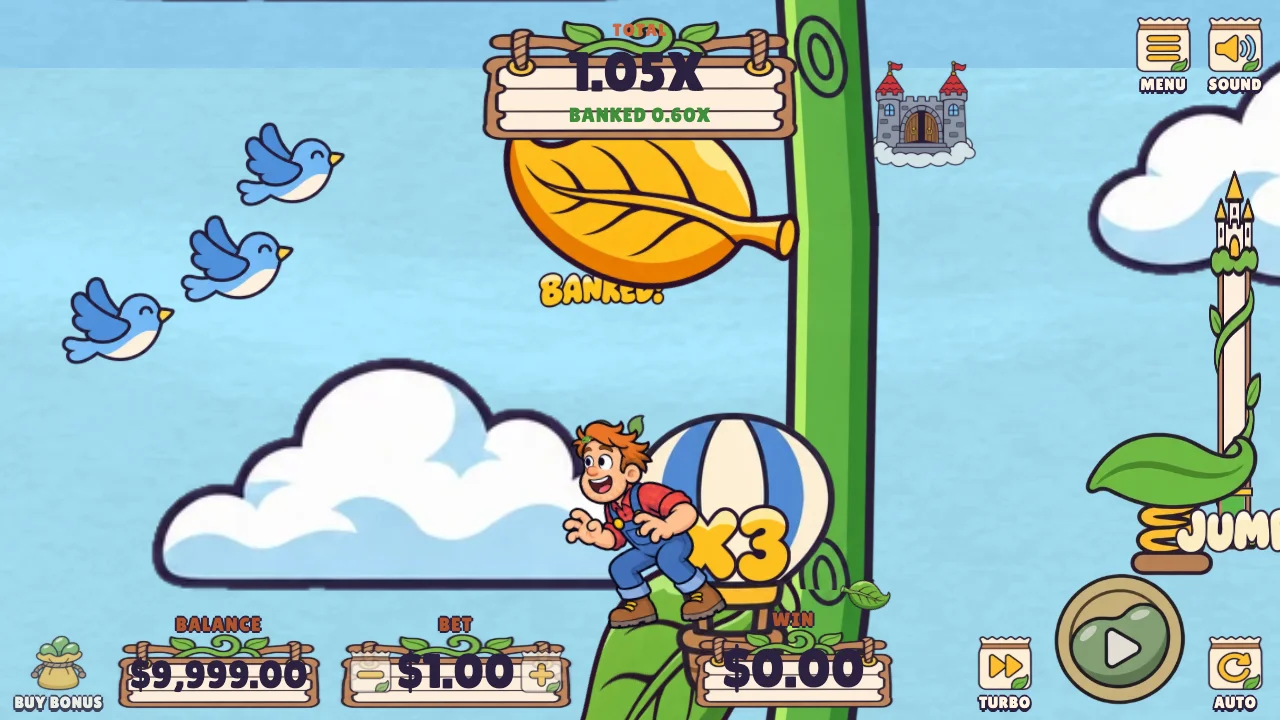 TOTAL
1.05X
BANKED 0.60X
MENU
SOUND
BANKED!
X3
JUMP
BALANCE
$9,999.00
BET
$1.00
WIN
$0.00
BUY BONUS
TURBO
AUTO